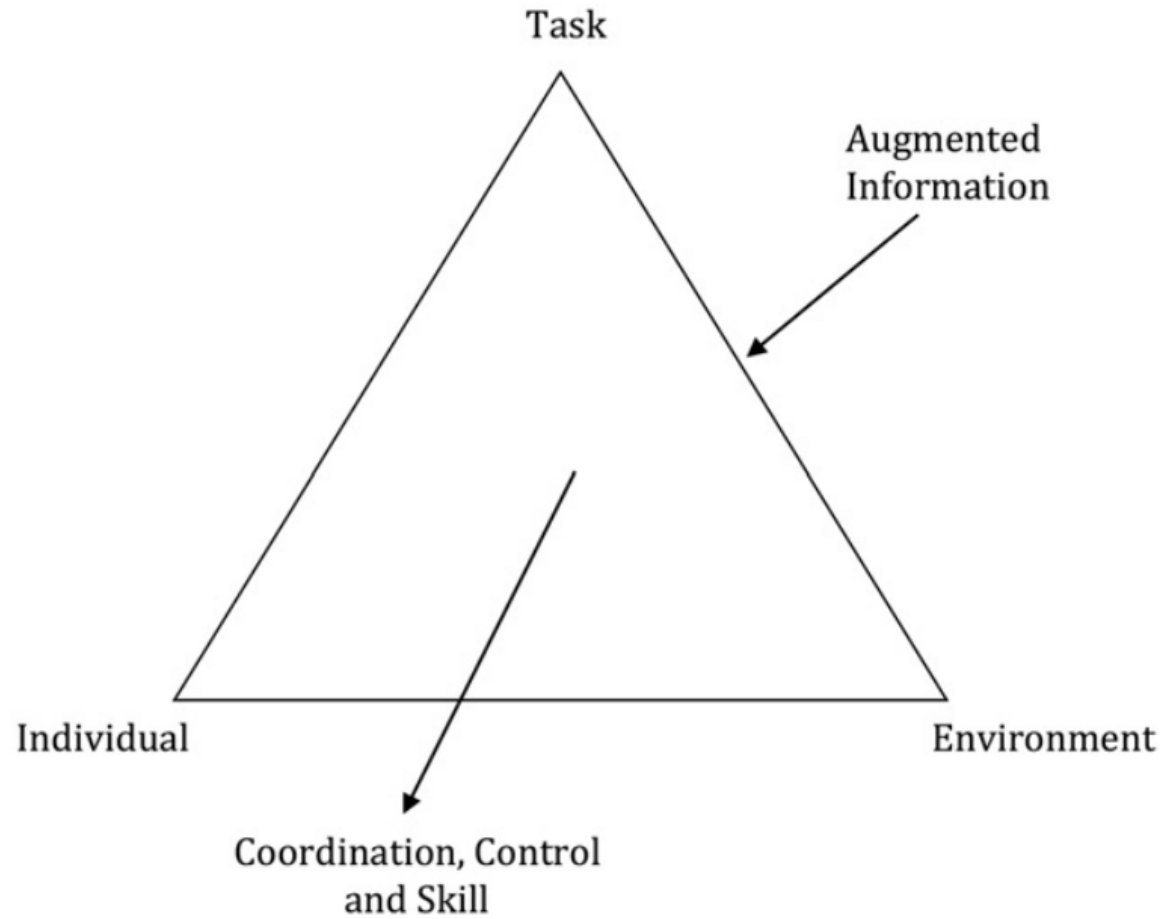 Task
Augmented
Information
Individual
Environment
Coordination, Control
and Skill